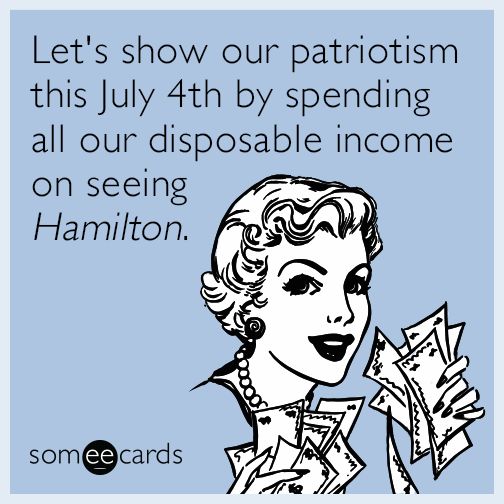 Let's show our patriotism
this July 4th by spending
all our disposable income
on seeing
Hamilton.
someecards